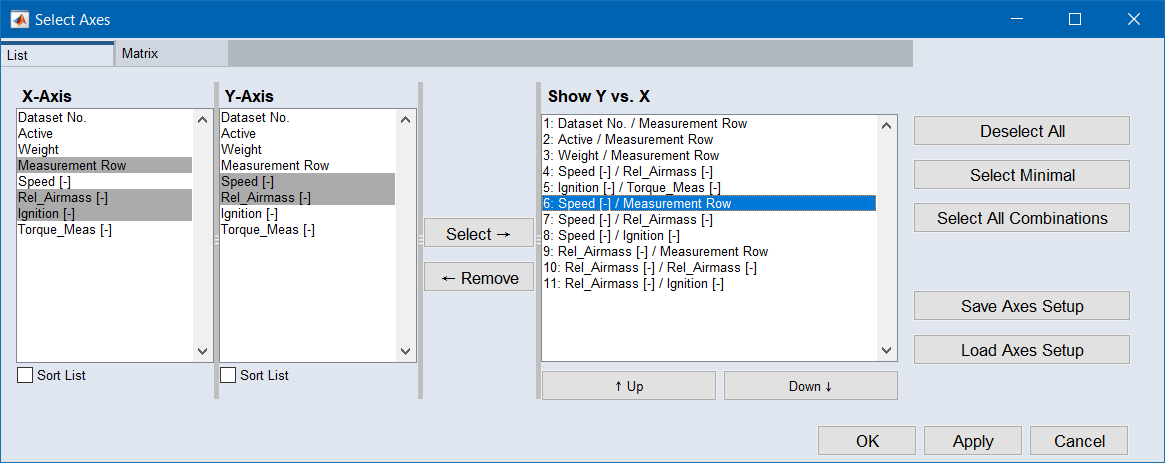 Select Axes
List
Matrix
X-Axis
Dataset No.
Active
Weight
Measurement Row
Speed [-]
Rel_Airmass [-]
Ignition [-]
Torque_Meas [-]
Sort List
Y-Axis
Dataset No.
Active
Weight
Measurement Row
Speed [-]
Rel_Airmass [-]
Ignition [-]
Torque_Meas [-]
Sort List
Select →
← Remove
Show Y vs. X
1: Dataset No. / Measurement Row
2: Active / Measurement Row
3: Weight / Measurement Row
4: Speed [-] / Rel_Airmass [-]
5: Ignition [-] / Torque_Meas [-]
6: Speed [-] / Measurement Row
7: Speed [-] / Rel_Airmass [-]
8: Speed [-] / Ignition [-]
9: Rel_Airmass [-] / Measurement Row
10: Rel_Airmass [-] / Rel_Airmass [-]
11: Rel_Airmass [-] / Ignition [-]
↑ Up
Down ↓
Deselect All
Select Minimal
Select All Combinations
Save Axes Setup
Load Axes Setup
OK
Apply
Cancel